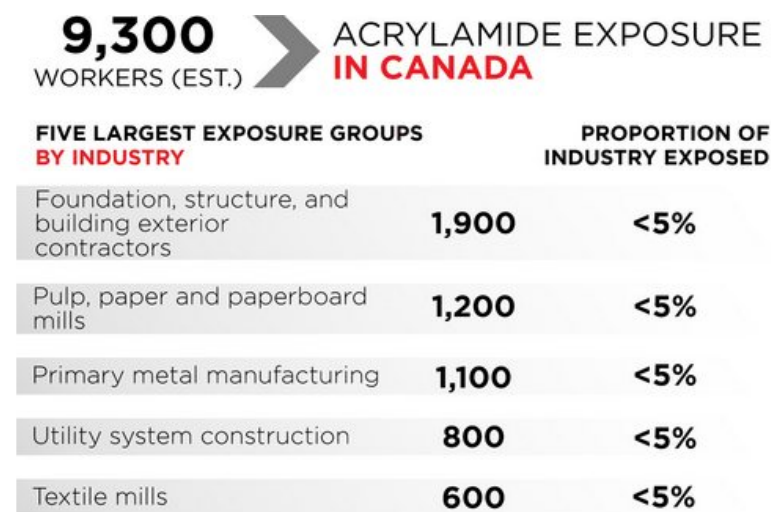 9,300
WORKERS (EST.)
ACRYLAMIDE EXPOSURE
IN CANADA
FIVE LARGEST EXPOSURE GROUPS
BY INDUSTRY
PROPORTION OF
INDUSTRY EXPOSED
Foundation, structure, and
building exterior
contractors
1,900
<5%
Pulp, paper and paperboard
mills
1,200
<5%
Primary metal manufacturing
1,100
<5%
Utility system construction
800
<5%
Textile mills
600
<5%